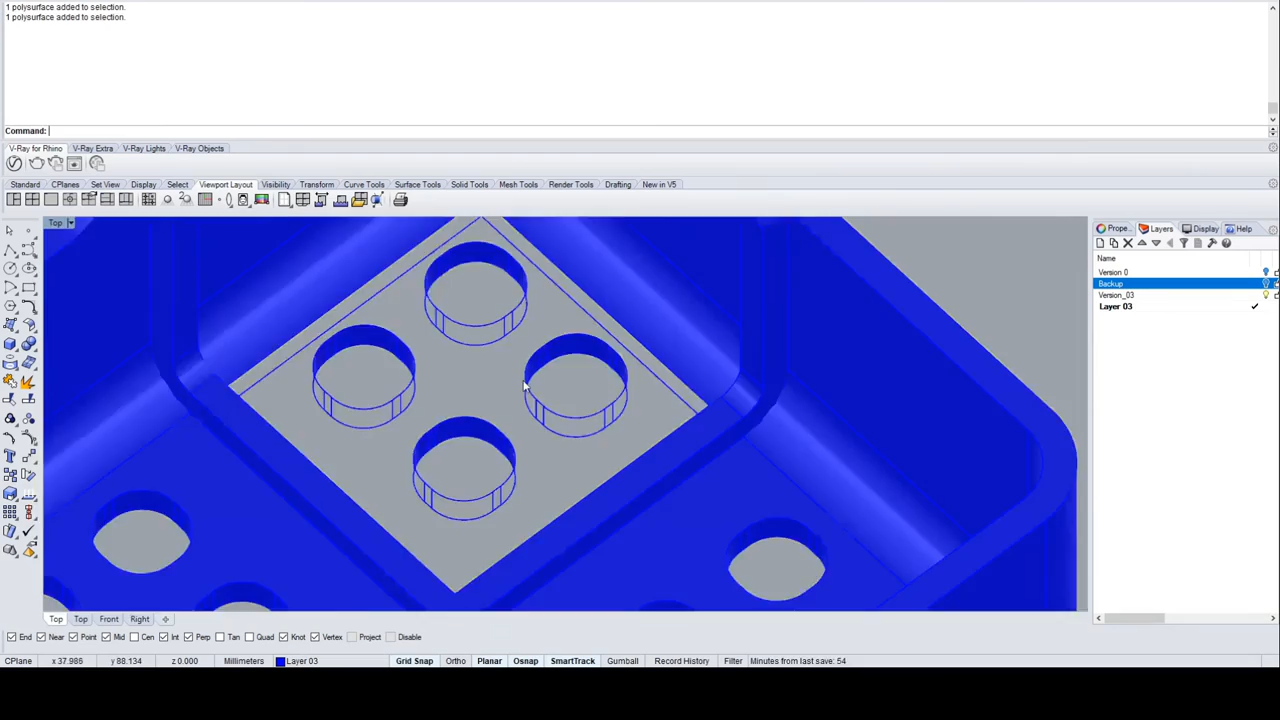 1 polysurface added to selection.
1 polysurface added to selection.
Command:
V-Ray for Rhino V-Ray Extra V-Ray Lights V-Ray Objects
Standard CPlanes Set View Display Select Viewport Layout Visibility Transform Curve Tools Surface Tools Solid Tools Mesh Tools Render Tools Drafting New in V5
Top
Prope... Layers Display Help
Name
Version 0
Backup
Version_03
Layer 03
Top Top Front Right
End Near Point Mid Cen Int Perp Tan Quad Knot Vertex Project Disable
CPlane x 37.986 y 88.134 z 0.000 Millimeters Layer 03 Grid Snap Ortho Planar Osnap SmartTrack Gumball Record History Filter Minutes from last save: 54